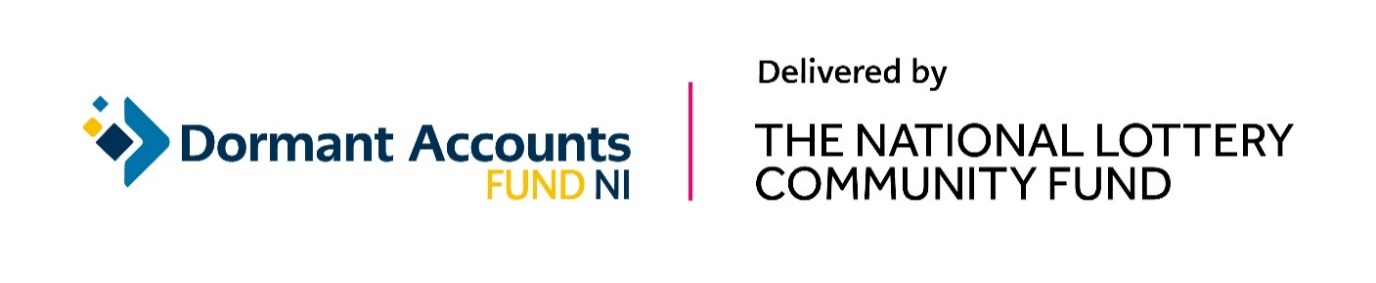 Dormant Accounts
FUND NI
Delivered by
THE NATIONAL LOTTERY
COMMUNITY FUND